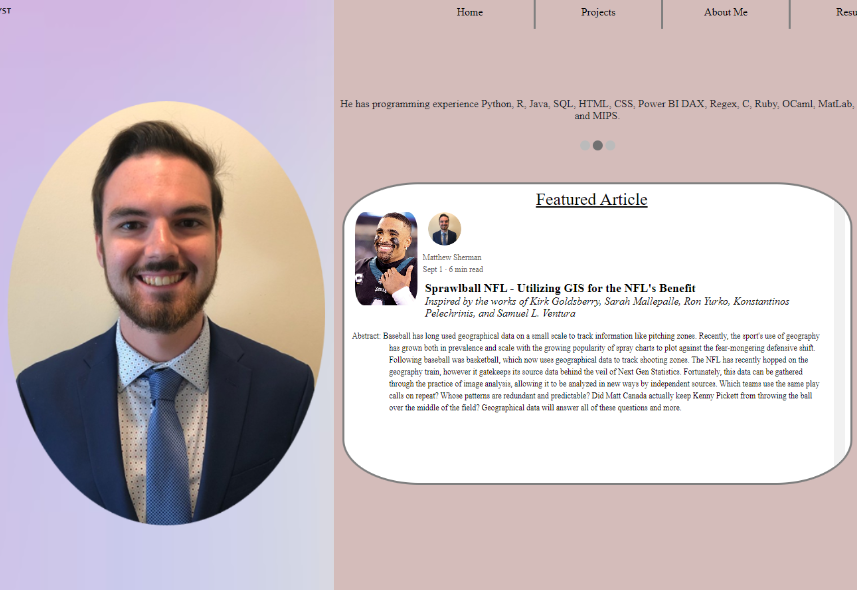 YST
Home
Projects
About Me
Resu
He has programming experience Python, R, Java, SQL, HTML, CSS, Power BI DAX, Regex, C, Ruby, OCaml, MatLab,
and MIPS.
Featured Article
Matthew Sherman
Sept 1 · 6 min read
Sprawlball NFL - Utilizing GIS for the NFL's Benefit
Inspired by the works of Kirk Goldsberry, Sarah Mallepalle, Ron Yurko, Konstantinos
Pelechrinis, and Samuel L. Ventura
Abstract: Baseball has long used geographical data on a small scale to track information like pitching zones. Recently, the sport's use of geography
has grown both in prevalence and scale with the growing popularity of spray charts to plot against the fear-mongering defensive shift.
Following baseball was basketball, which now uses geographical data to track shooting zones. The NFL has recently hopped on the
geography train, however it gatekeeps its source data behind the veil of Next Gen Statistics. Fortunately, this data can be gathered
through the practice of image analysis, allowing it to be analyzed in new ways by independent sources. Which teams use the same play
calls on repeat? Whose patterns are redundant and predictable? Did Matt Canada actually keep Kenny Pickett from throwing the ball
over the middle of the field? Geographical data will answer all of these questions and more.